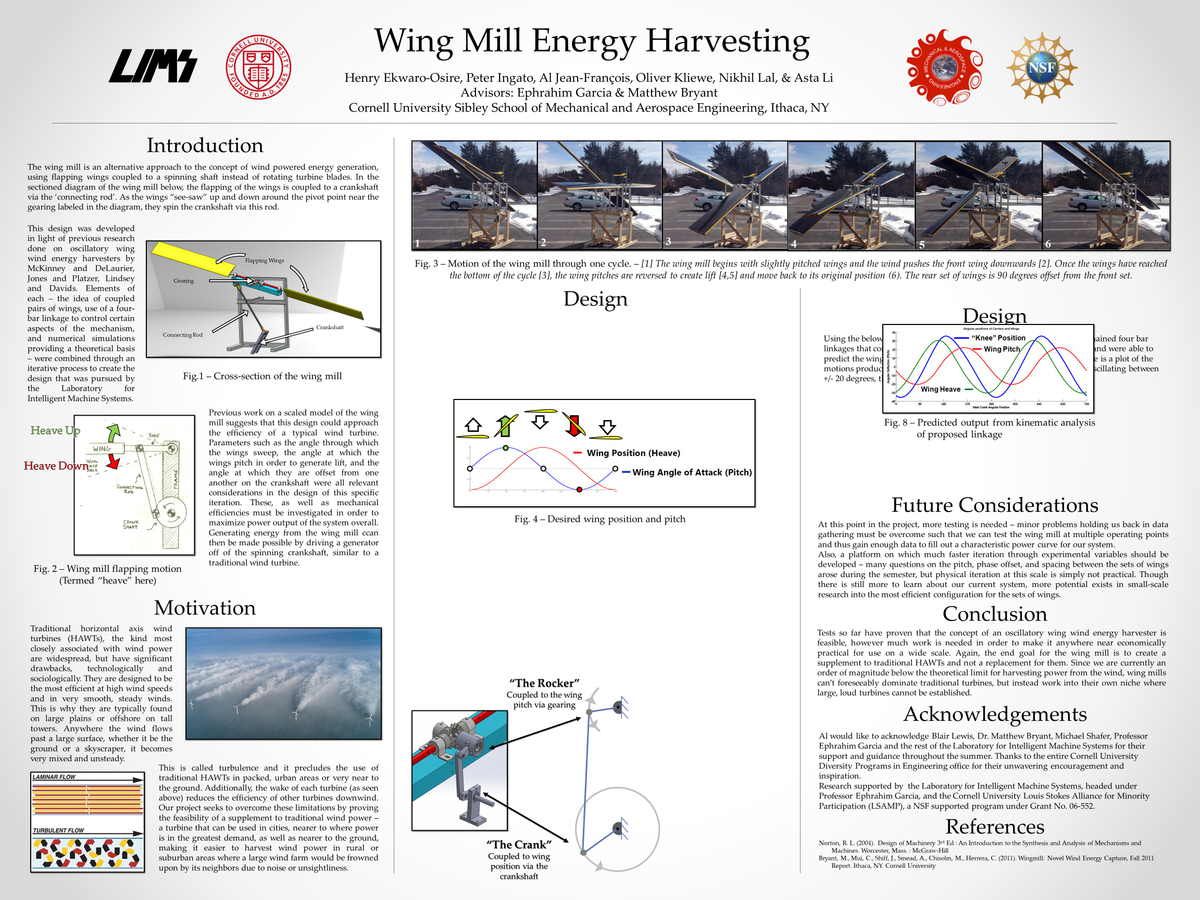 LIMS
CORNELL UNIVERSITY
FOUNDED A.D. 1865
Wing Mill Energy Harvesting
Henry Ekwaro-Osire, Peter Ingato, Al Jean-François, Oliver Kliewe, Nikhil Lal, & Asta Li
Advisors: Ephrahim Garcia & Matthew Bryant
Cornell University Sibley School of Mechanical and Aerospace Engineering, Ithaca, NY
MECHANICAL & AEROSPACE
ENGINEERING
NSF
Introduction
The wing mill is an alternative approach to the concept of wind powered energy generation,
using flapping wings coupled to a spinning shaft instead of rotating turbine blades. In the
sectioned diagram of the wing mill below, the flapping of the wings is coupled to a crankshaft
via the ‘connecting rod’. As the wings “see-saw” up and down around the pivot point near the
gearing labeled in the diagram, they spin the crankshaft via this rod.
This design was developed
in light of previous research
done on oscillatory wing
wind energy harvesters by
McKinney and DeLaurier,
Jones and Platzer, Lindsey
and Davids. Elements of
each – the idea of coupled
pairs of wings, use of a four-
bar linkage to control certain
aspects of the mechanism,
and numerical simulations
providing a theoretical basis
– were combined through an
iterative process to create the
design that was pursued by
the Laboratory for
Intelligent Machine Systems.
Flapping Wings
Gearing
Connecting Rod
Crankshaft
Fig.1 – Cross-section of the wing mill
Heave Up
Heave Down
WING
YOKE
CONNECTING
ROD
FRAME
CRANK
SHAFT
Fig. 2 – Wing mill flapping motion
(Termed “heave” here)
Previous work on a scaled model of the wing
mill suggests that this design could approach
the efficiency of a typical wind turbine.
Parameters such as the angle through which
the wings sweep, the angle at which the
wings pitch in order to generate lift, and the
angle at which they are offset from one
another on the crankshaft were all relevant
considerations in the design of this specific
iteration. These, as well as mechanical
efficiencies must be investigated in order to
maximize power output of the system overall.
Generating energy from the wing mill ccan
then be made possible by driving a generator
off of the spinning crankshaft, similar to a
traditional wind turbine.
Motivation
Traditional horizontal axis wind
turbines (HAWTs), the kind most
closely associated with wind power
are widespread, but have significant
drawbacks, technologically and
sociologically. They are designed to be
the most efficient at high wind speeds
and in very smooth, steady winds.
This is why they are typically found
on large plains or offshore on tall
towers. Anywhere the wind flows
past a large surface, whether it be the
ground or a skyscraper, it becomes
very mixed and unsteady.
LAMINAR FLOW
TURBULENT FLOW
This is called turbulence and it precludes the use of
traditional HAWTs in packed, urban areas or very near to
the ground. Additionally, the wake of each turbine (as seen
above) reduces the efficiency of other turbines downwind.
Our project seeks to overcome these limitations by proving
the feasibility of a supplement to traditional wind power –
a turbine that can be used in cities, nearer to where power
is in the greatest demand, as well as nearer to the ground,
making it easier to harvest wind power in rural or
suburban areas where a large wind farm would be frowned
upon by its neighbors due to noise or unsightliness.
1 2 3 4 5 6
Fig. 3 – Motion of the wing mill through one cycle. – [1] The wing mill begins with slightly pitched wings and the wind pushes the front wing downwards [2]. Once the wings have reached
the bottom of the cycle [3], the wing pitches are reversed to create lift [4,5] and move back to its original position (6). The rear set of wings is 90 degrees offset from the front set.
Design
Wing Position (Heave)
Wing Angle of Attack (Pitch)
Fig. 4 – Desired wing position and pitch
“The Rocker”
Coupled to the wing
pitch via gearing
“The Crank”
Coupled to wing
position via the
crankshaft
Design
Using the below
ained four bar
linkages that co
and were able to
predict the wing
e is a plot of the
motions produc
scillating between
+/- 20 degrees, t
Angular positions of Carriers and Wings
“Knee” Position
Wing Pitch
Wing Heave
Main Crank Angular Position
Fig. 8 – Predicted output from kinematic analysis
of proposed linkage
Future Considerations
At this point in the project, more testing is needed – minor problems holding us back in data
gathering must be overcome such that we can test the wing mill at multiple operating points
and thus gain enough data to fill out a characteristic power curve for our system.
Also, a platform on which much faster iteration through experimental variables should be
developed – many questions on the pitch, phase offset, and spacing between the sets of wings
arose during the semester, but physical iteration at this scale is simply not practical. Though
there is still more to learn about our current system, more potential exists in small-scale
research into the most efficient configuration for the sets of wings.
Conclusion
Tests so far have proven that the concept of an oscillatory wing wind energy harvester is
feasible, however much work is needed in order to make it anywhere near economically
practical for use on a wide scale. Again, the end goal for the wing mill is to create a
supplement to traditional HAWTs and not a replacement for them. Since we are currently an
order of magnitude below the theoretical limit for harvesting power from the wind, wing mills
can’t foreseeably dominate traditional turbines, but instead work into their own niche where
large, loud turbines cannot be established.
Acknowledgements
Al would like to acknowledge Blair Lewis, Dr. Matthew Bryant, Michael Shafer, Professor
Ephrahim Garcia and the rest of the Laboratory for Intelligent Machine Systems for their
support and guidance throughout the summer. Thanks to the entire Cornell University
Diversity Programs in Engineering office for their unwavering encouragement and
inspiration.
Research supported by the Laboratory for Intelligent Machine Systems, headed under
Professor Ephrahim Garcia, and the Cornell University Louis Stokes Alliance for Minority
Participation (LSAMP), a NSF supported program under Grant No. 06-552.
References
Norton, R. L. (2004). Design of Machinery 3rd Ed : An Introduction to the Synthesis and Analysis of Mechanisms and
Machines. Worcester, Mass. : McGraw-Hill
Bryant, M., Mui, C., Shiff, J., Smead, A., Chisolm, M., Herrera, C. (2011). Wingmill: Novel Wind Energy Capture, Fall 2011
Report. Ithaca, NY. Cornell University